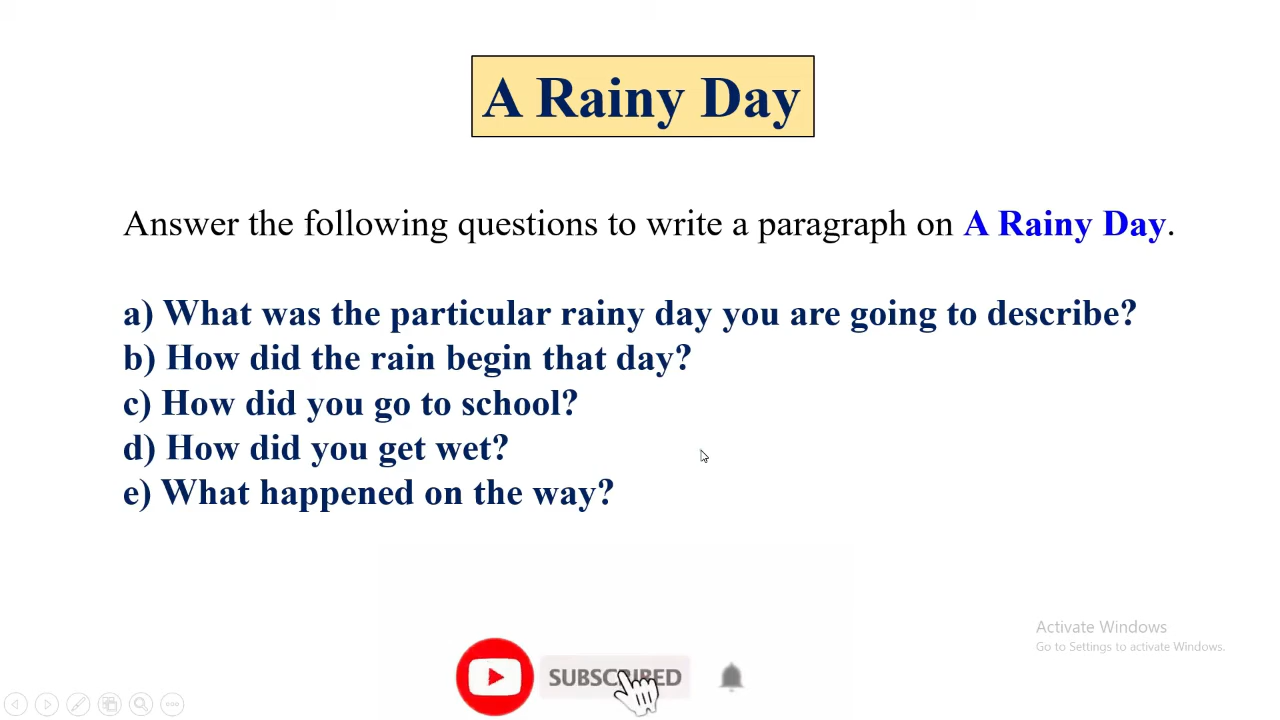 A Rainy Day
Answer the following questions to write a paragraph on A Rainy Day.
a) What was the particular rainy day you are going to describe?
b) How did the rain begin that day?
c) How did you go to school?
d) How did you get wet?
e) What happened on the way?
Activate Windows
Go to Settings to activate Windows.
SUBSCRIBED